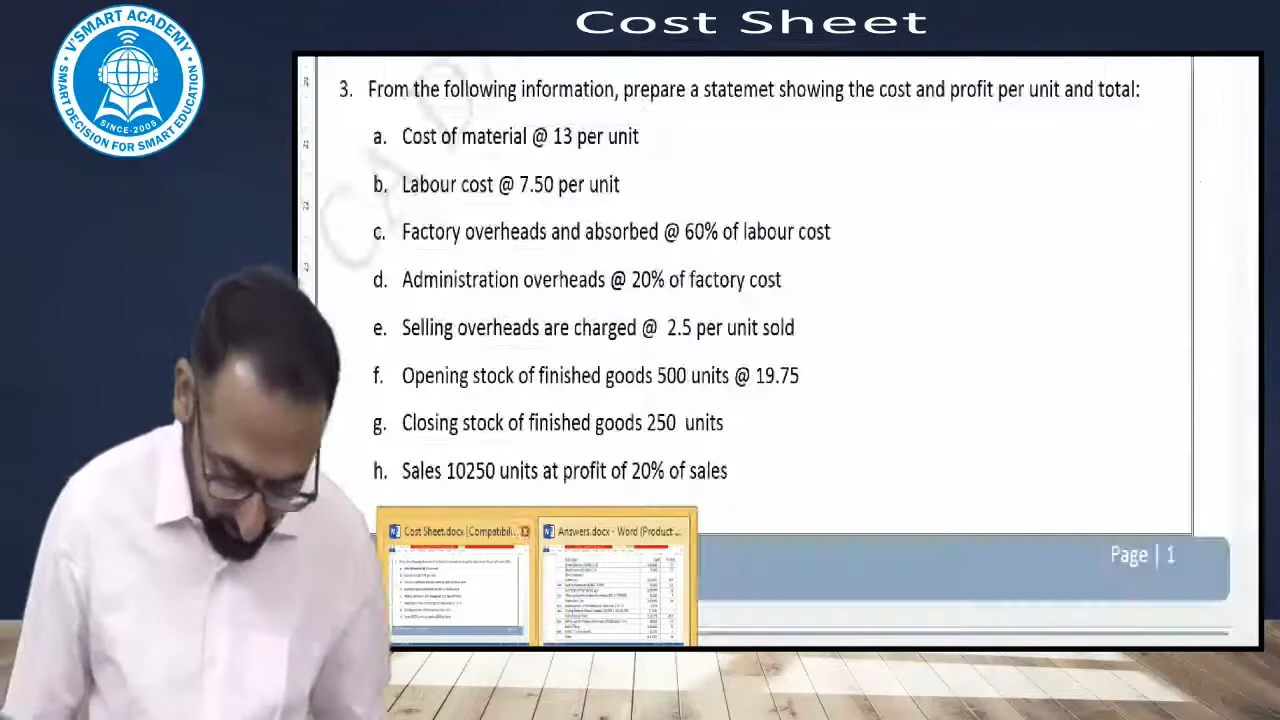 Cost Sheet
V'SMART ACADEMY
SINCE-2005
SMART DECISION FOR SMART EDUCATION
3. From the following information, prepare a statemet showing the cost and profit per unit and total:
a. Cost of material @ 13 per unit
b. Labour cost @ 7.50 per unit
c. Factory overheads and absorbed @ 60% of labour cost
d. Administration overheads @ 20% of factory cost
e. Selling overheads are charged @ 2.5 per unit sold
f. Opening stock of finished goods 500 units @ 19.75
g. Closing stock of finished goods 250 units
h. Sales 10250 units at profit of 20% of sales
Cost Sheet.docx [Compatibili...
Answers.docx - Word (Product ...
Page | 1